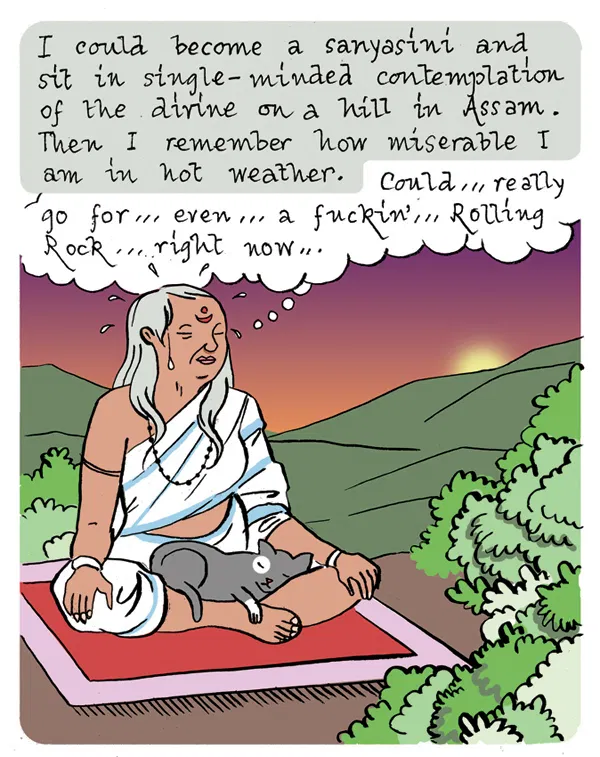 I could become a sanyasini and
sit in single-minded contemplation
of the divine on a hill in Assam.
Then I remember how miserable I
am in hot weather.
Could,,, really
go for,,, even,,, a fuckin',,, Rolling
Rock,,, right now,,,